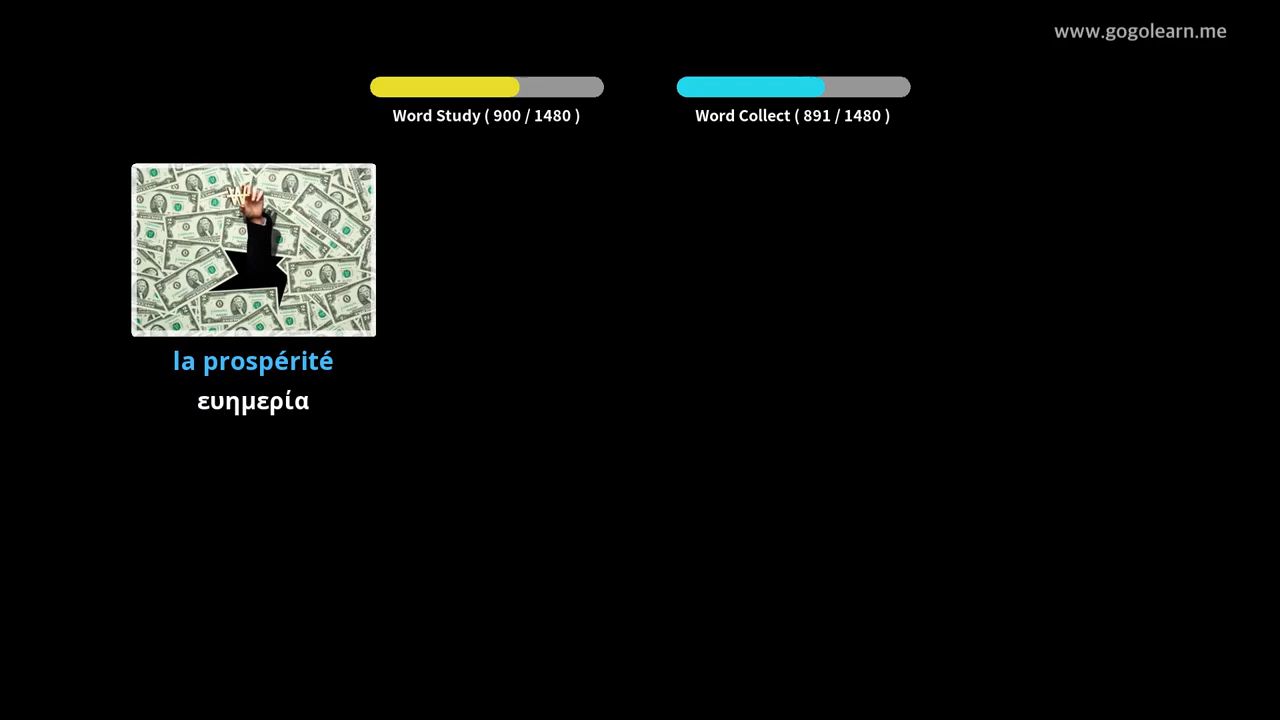 www.gogolearn.me
Word Study ( 900 / 1480 )
Word Collect ( 891 / 1480 )
la prospérité
ευημερία